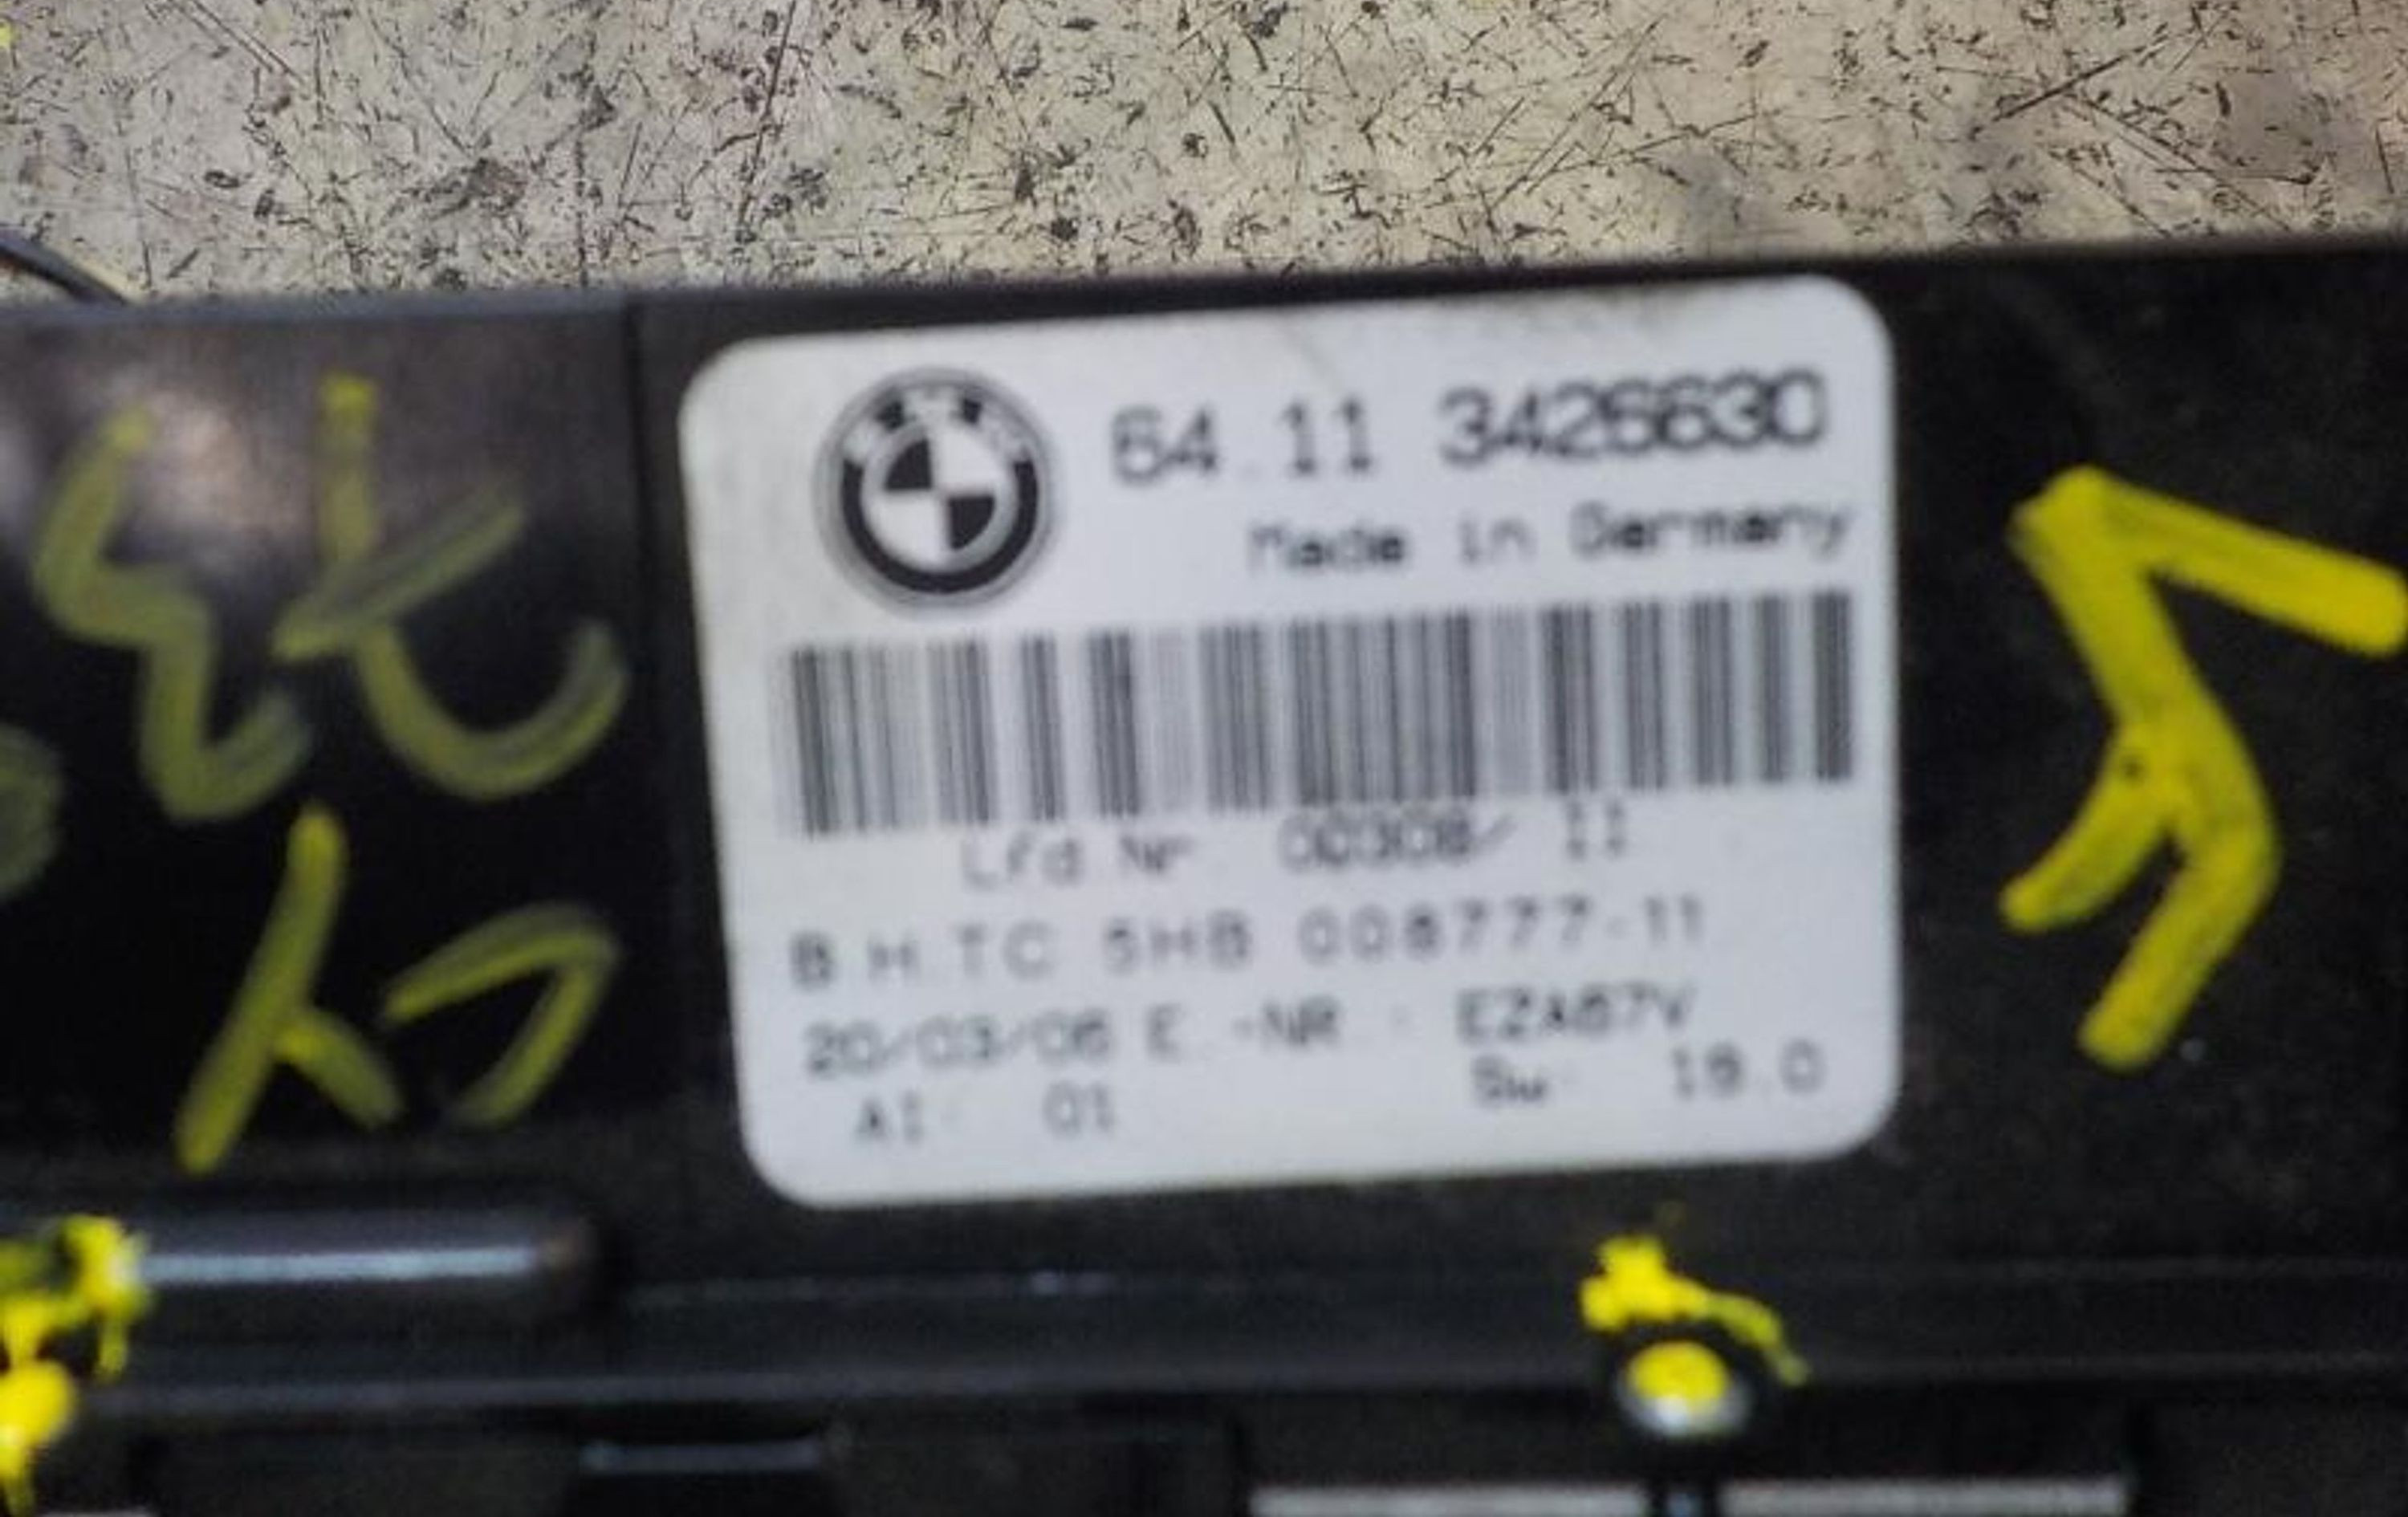 64.11 3426630
Made in Germany
Lfd.Nr 00308/ II
B H TC 5HB 008777-11
20/03/06 E.-NR.:
AI: 01 Sw: 19.0